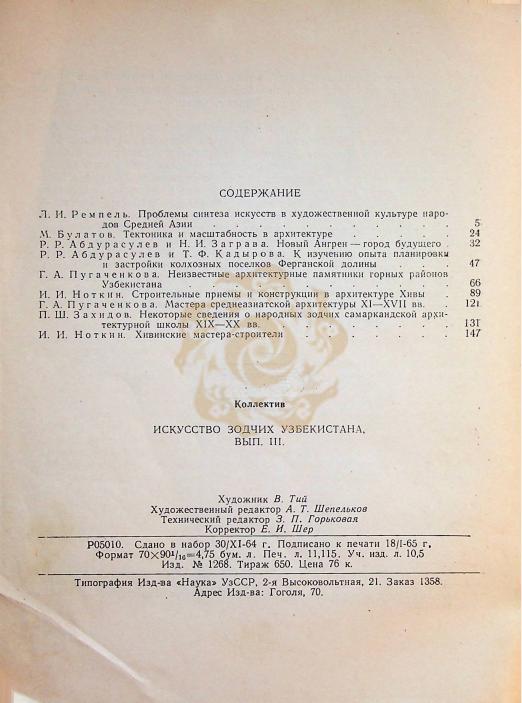 СОДЕРЖАНИЕ
Л. И. Ремпель. Проблемы синтеза искусств в художественной культуре наро-
дов Средней Азии . . . . . . . . . . . 5
М. Булатов. Тектоника и масштабность в архитектуре . . . . . . 24
Р. Р. Абдурасулев и Н. И. Заграва. Новый Ангрен — город будущего . 32
Р. Р. Абдурасулев и Т. Ф. Кадырова. К изучению опыта планировки
и застройки колхозных поселков Ферганской долины . . . 47
Г. А. Пугаченкова. Неизвестные архитектурные памятники горных районов
Узбекистана . . . . . . . . . . . . 66
И. И. Ноткин. Строительные приемы и конструкции в архитектуре Хивы . 89
Г. А. Пугаченкова. Мастера среднеазиатской архитектуры XI—XVII вв. . 121
П. Ш. Захидов. Некоторые сведения о народных зодчих самаркандской архи-
тектурной школы XIX—XX вв. . . . . . . . . 131
И. И. Ноткин. Хивинские мастера-строители . . . . . . 147
Коллектив
ИСКУССТВО ЗОДЧИХ УЗБЕКИСТАНА,
ВЫП. III.
Художник В. Тий
Художественный редактор А. Т. Шепельков
Технический редактор З. П. Горьковая
Корректор Е. И. Шер
Р05010. Сдано в набор 30/XI-64 г. Подписано к печати 18/I-65 г.
Формат 70×90¹/₁₆=4,75 бум. л. Печ. л. 11,115. Уч. изд. л. 10,5
Изд. № 1268. Тираж 650. Цена 76 к.
Типография Изд-ва «Наука» УзССР, 2-я Высоковольтная, 21. Заказ 1358.
Адрес Изд-ва: Гоголя, 70.